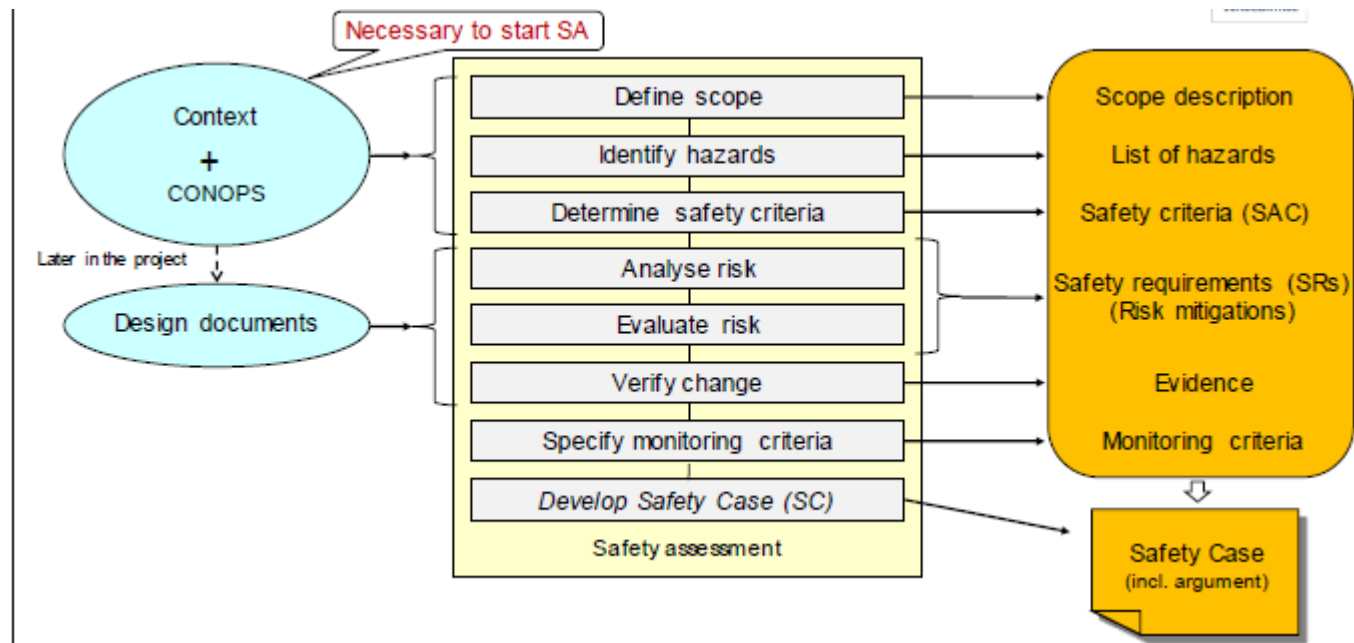 Necessary to start SA
Context
+
CONOPS
Later in the project
Design documents
Define scope
Identify hazards
Determine safety criteria
Analyse risk
Evaluate risk
Verify change
Specify monitoring criteria
Develop Safety Case (SC)
Safety assessment
Scope description
List of hazards
Safety criteria (SAC)
Safety requirements (SRs)
(Risk mitigations)
Evidence
Monitoring criteria
Safety Case
(incl. argument)